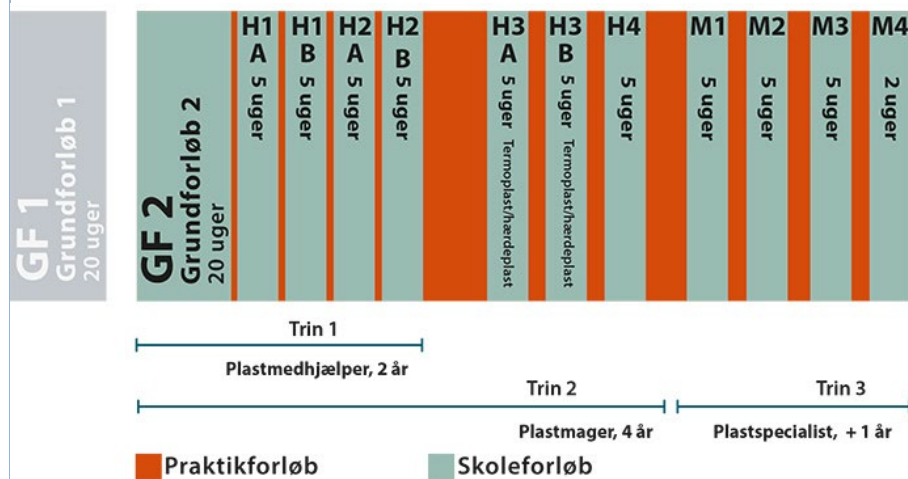 GF 1
Grundforløb 1
20 uger
GF 2
Grundforløb 2
20 uger
H1
A
5 uger
H1
B
5 uger
H2
A
5 uger
H2
B
5 uger
H3
A
5 uger
Termoplast/hærdeplast
H3
B
5 uger
Termoplast/hærdeplast
H4
5 uger
M1
5 uger
M2
5 uger
M3
5 uger
M4
2 uger
Trin 1
Plastmedhjælper, 2 år
Trin 2
Plastmager, 4 år
Trin 3
Plastspecialist, + 1 år
Praktikforløb
Skoleforløb